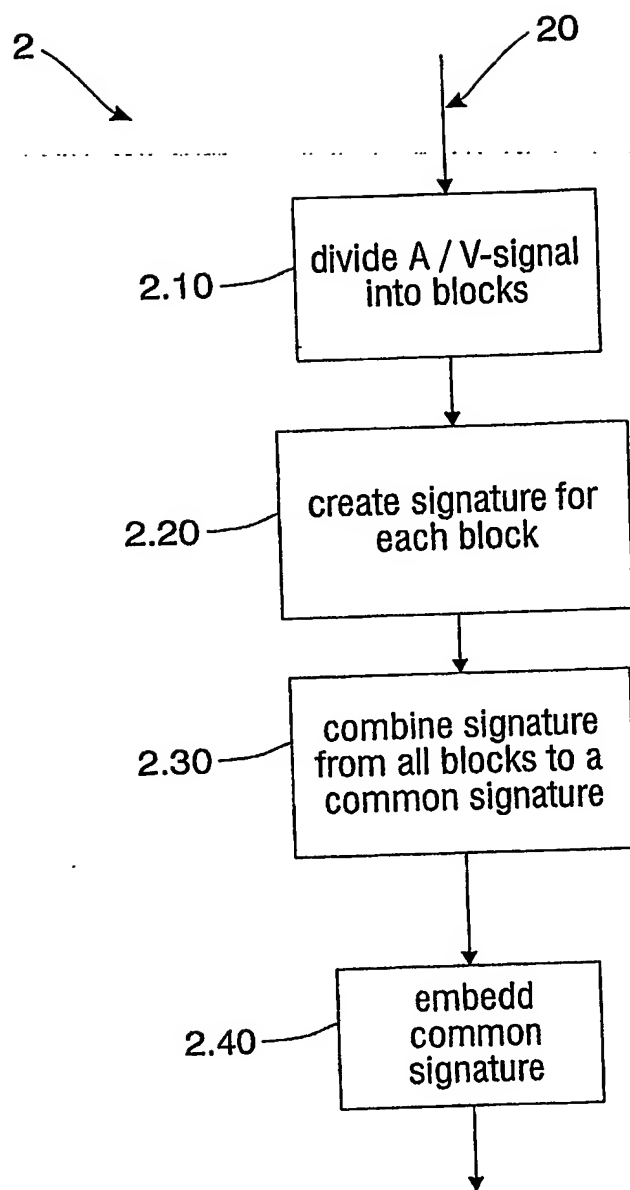 2
20
divide A / V-signal
into blocks
2.10
create signature for
each block
2.20
combine signature
from all blocks to a
common signature
2.30
embedd
common
signature
2.40